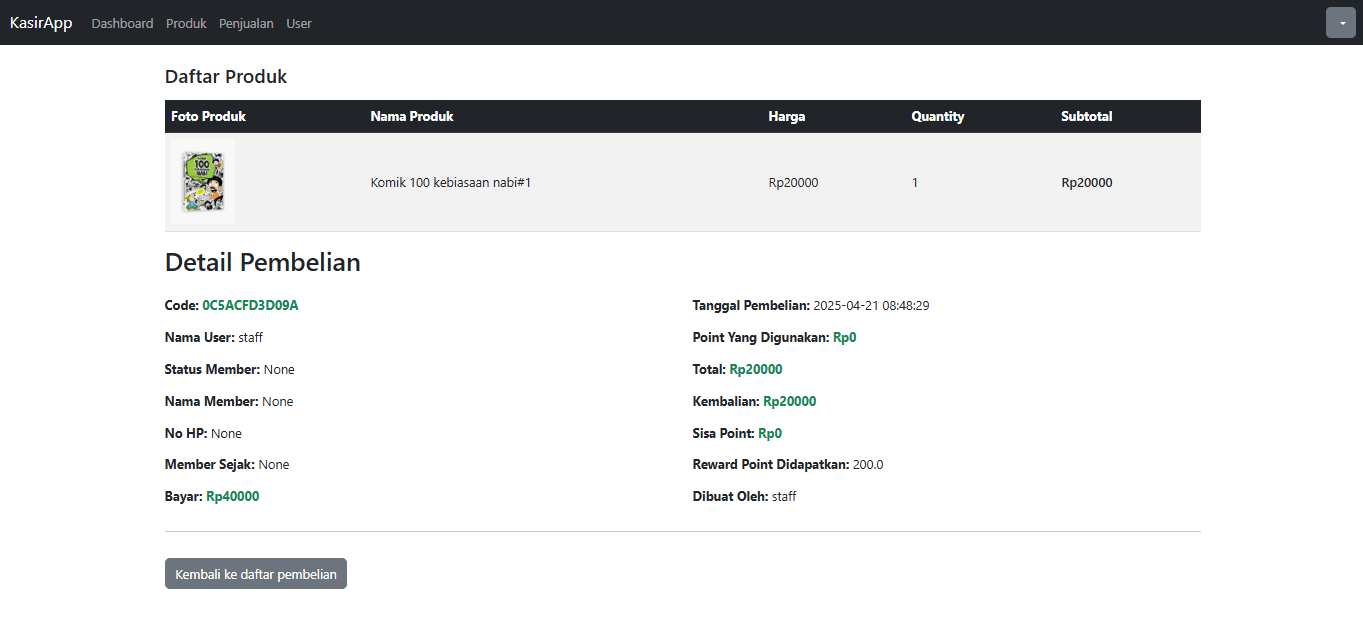 KasirApp Dashboard Produk Penjualan User
Daftar Produk
Foto Produk Nama Produk Harga Quantity Subtotal
100
NABI
Komik 100 kebiasaan nabi#1 Rp20000 1 Rp20000
Detail Pembelian
Code: 0C5ACFD3D09A
Nama User: staff
Status Member: None
Nama Member: None
No HP: None
Member Sejak: None
Bayar: Rp40000
Tanggal Pembelian: 2025-04-21 08:48:29
Point Yang Digunakan: Rp0
Total: Rp20000
Kembalian: Rp20000
Sisa Point: Rp0
Reward Point Didapatkan: 200.0
Dibuat Oleh: staff
Kembali ke daftar pembelian